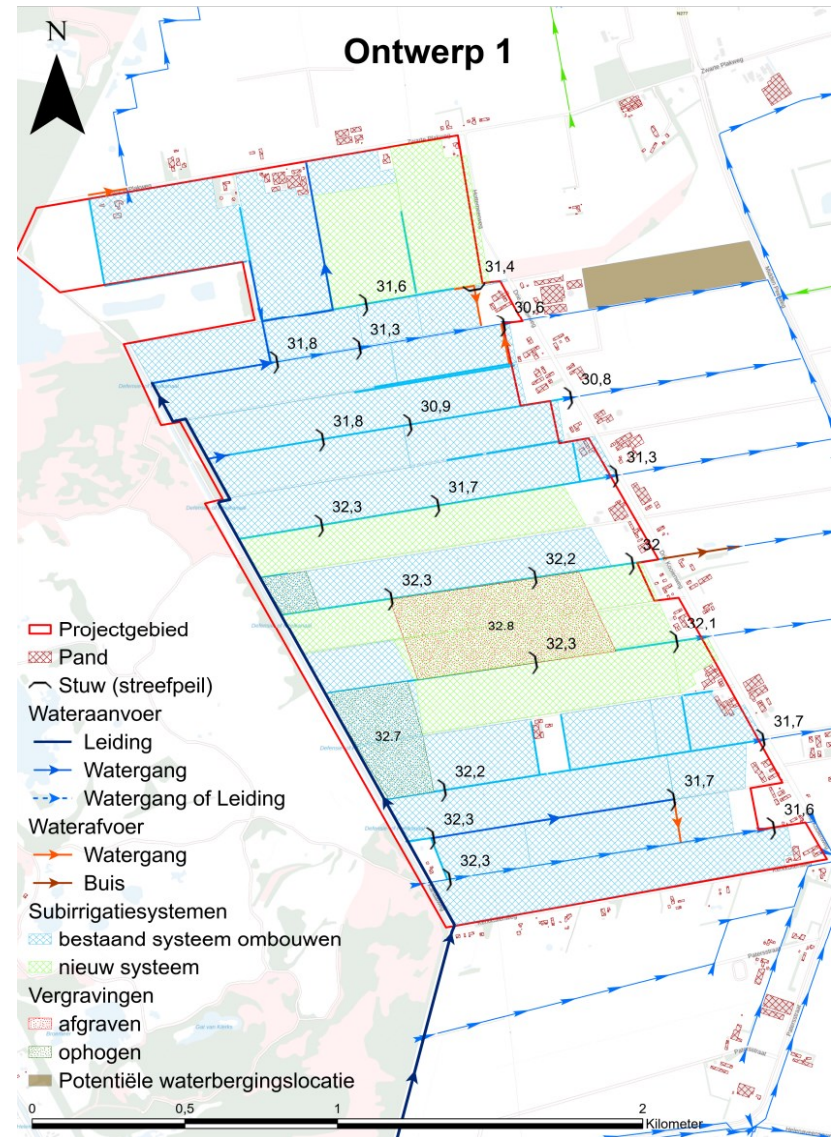 N
Ontwerp 1
N277
Zwarte Plakweg
31,6
31,4
30,6
31,8
31,3
30,8
31,8
30,9
31,3
32,3
31,7
32
32,2
32,3
32.8
32,1
32,3
32.7
31,7
32,2
31,7
31,6
32,3
32,3
Projectgebied
Pand
Stuw (streefpeil)
Wateraanvoer
Leiding
Watergang
Watergang of Leiding
Waterafvoer
Watergang
Buis
Subirrigatiesystemen
bestaand systeem ombouwen
nieuw systeem
Vergravingen
afgraven
ophogen
Potentiële waterbergingslocatie
0
0,5
1
2
Kilometer